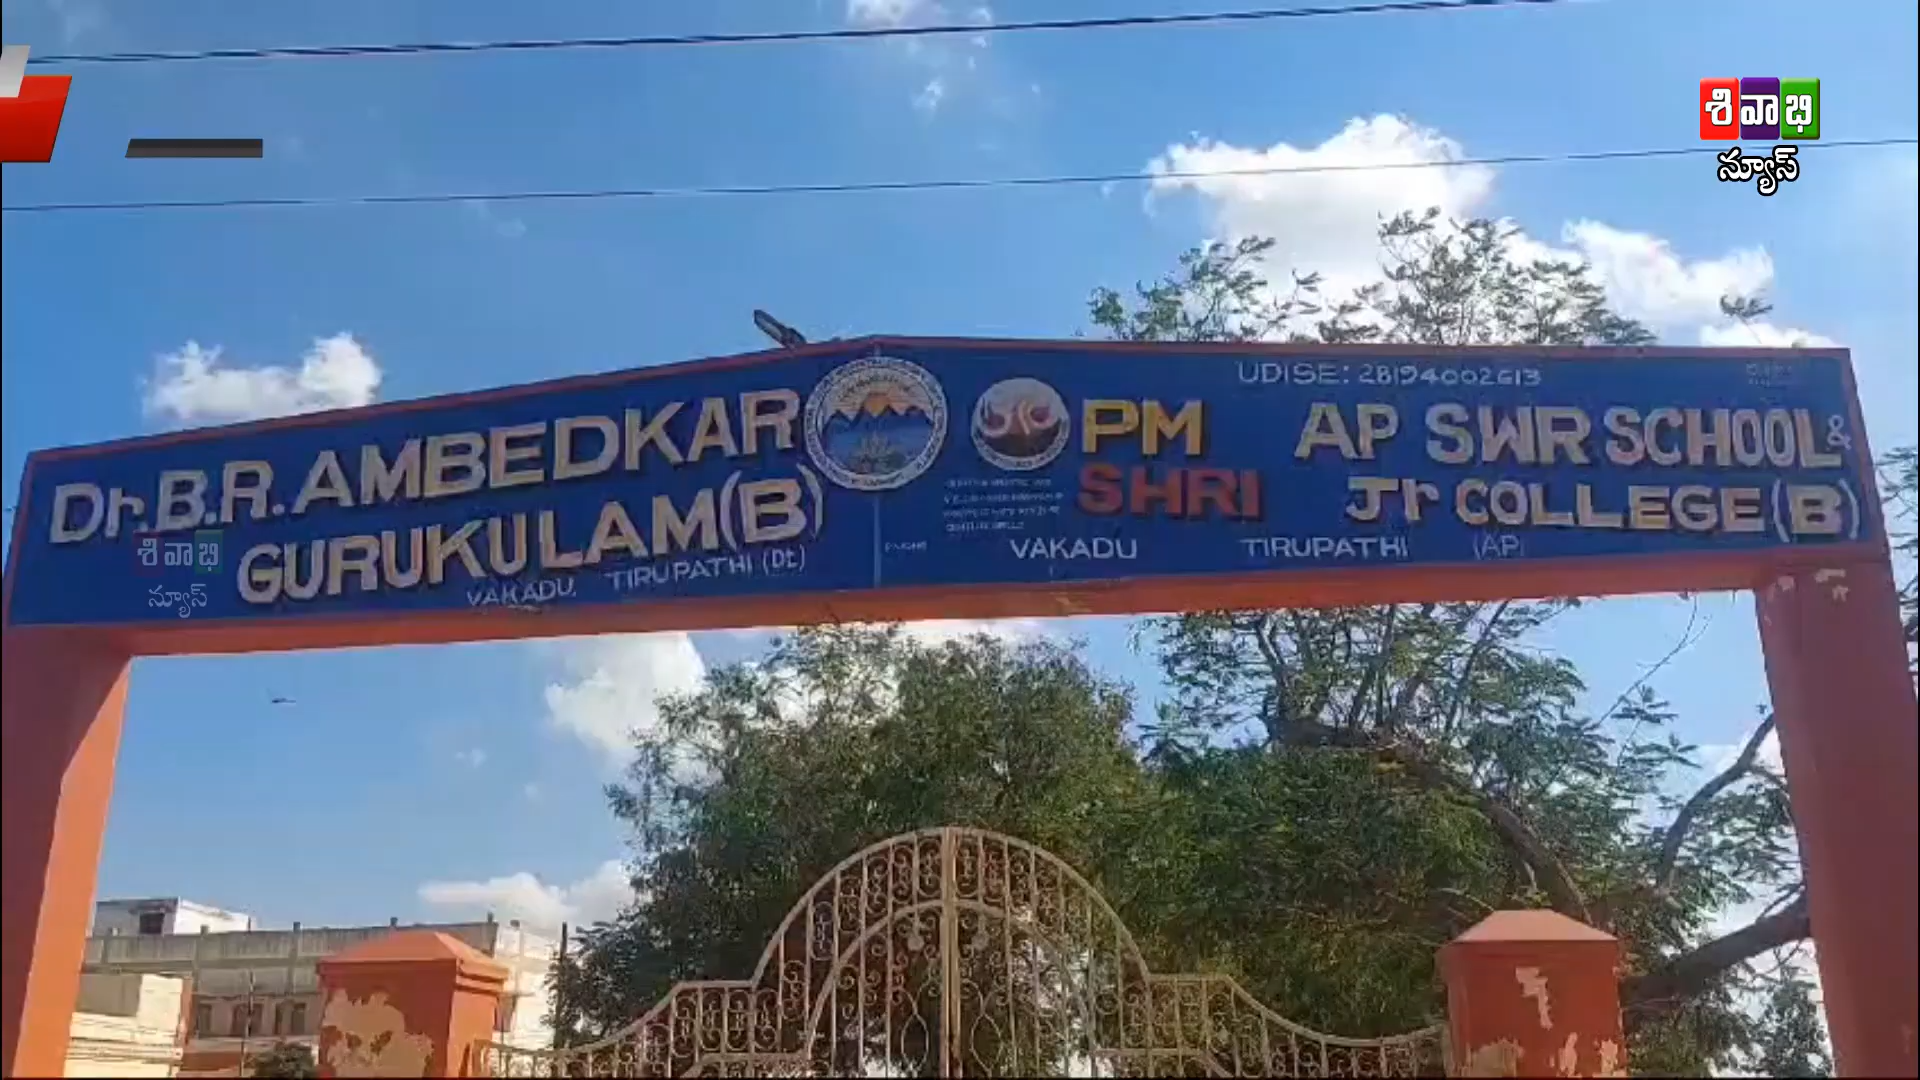 శివాభి
న్యూస్
UDISE: 28194002613
Dr. B.R. AMBEDKAR
GURUKULAM(B)
VAKADU, TIRUPATHI (Dt)
PM
SHRI
AP SWR SCHOOL &
Jr COLLEGE (B)
VAKADU TIRUPATHI (AP)
శివాభి
న్యూస్